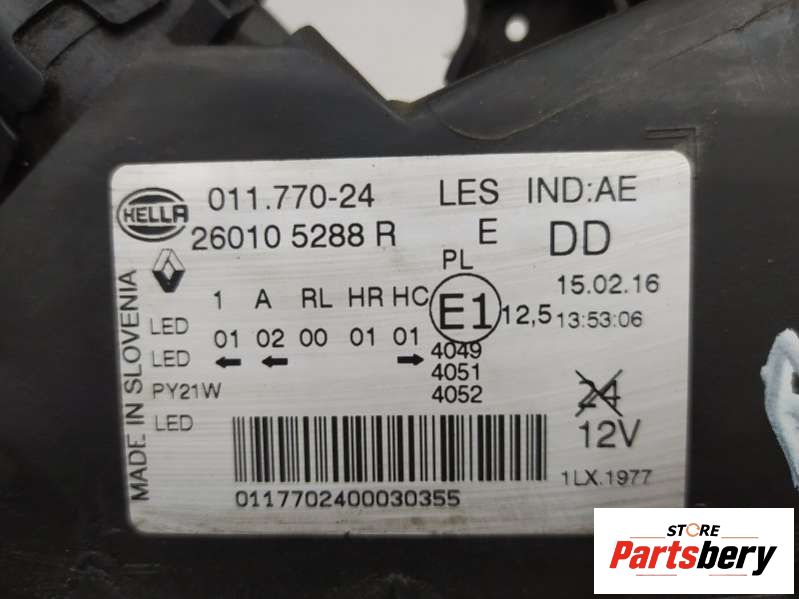 HELLA 011.770-24 LES IND:AE
26010 5288 R E DD
MADE IN SLOVENIA
PL
15.02.16
1 A RL HR HC E1 12,5 13:53:06
LED 01 02 00 01 01
LED 4049
4051
PY21W 4052 24
LED 12V
1LX.1977
0117702400030355
STORE
Partsbery